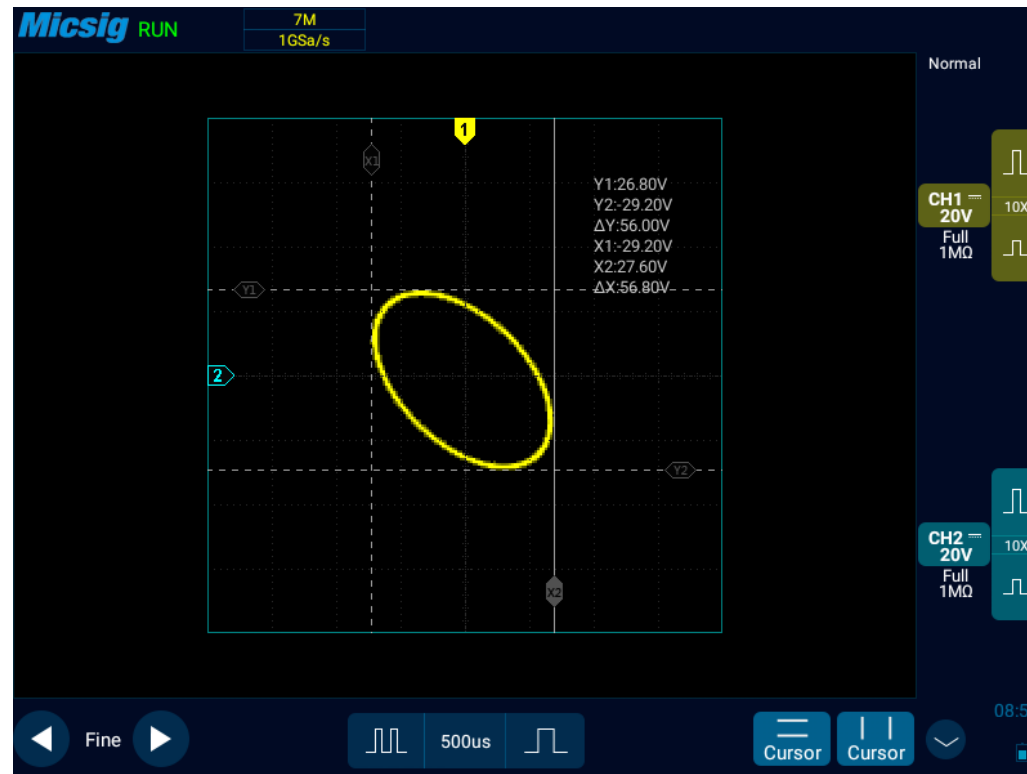 Micsig RUN
7M
1GSa/s
Normal
1
X1
Y1:26.80V
Y2:-29.20V
ΔY:56.00V
X1:-29.20V
X2:27.60V
ΔX:56.80V
CH1
20V
10X
Full
1MΩ
Y1
2
Y2
CH2
20V
10X
Full
1MΩ
X2
Fine
500us
Cursor
Cursor
08:5